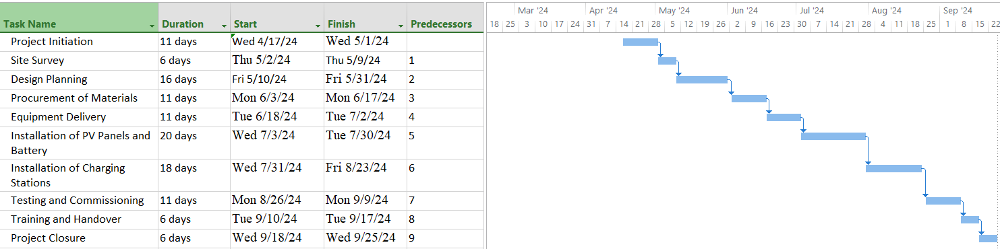 Mar '24 Apr '24 May '24 Jun '24 Jul '24 Aug '24 Sep '24
Task Name Duration Start Finish Predecessors 18 25 3 10 17 24 31 7 14 21 28 5 12 19 26 2 9 16 23 30 7 14 21 28 4 11 18 25 1 8 15 22
Project Initiation 11 days Wed 4/17/24 Wed 5/1/24
Site Survey 6 days Thu 5/2/24 Thu 5/9/24 1
Design Planning 16 days Fri 5/10/24 Fri 5/31/24 2
Procurement of Materials 11 days Mon 6/3/24 Mon 6/17/24 3
Equipment Delivery 11 days Tue 6/18/24 Tue 7/2/24 4
Installation of PV Panels and 20 days Wed 7/3/24 Tue 7/30/24 5
Battery
Installation of Charging 18 days Wed 7/31/24 Fri 8/23/24 6
Stations
Testing and Commissioning 11 days Mon 8/26/24 Mon 9/9/24 7
Training and Handover 6 days Tue 9/10/24 Tue 9/17/24 8
Project Closure 6 days Wed 9/18/24 Wed 9/25/24 9